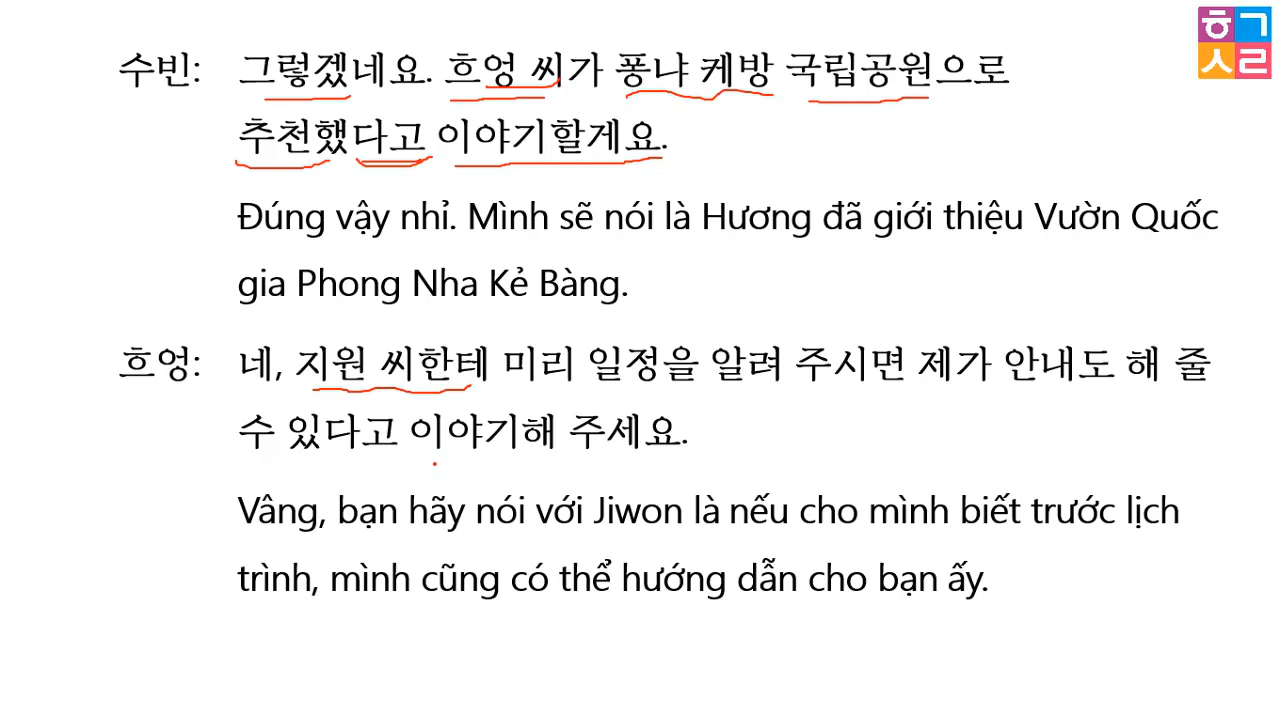 수빈: 그렇겠네요. 흐엉 씨가 퐁냐 케방 국립공원으로
추천했다고 이야기할게요.
Đúng vậy nhỉ. Mình sẽ nói là Hương đã giới thiệu Vườn Quốc
gia Phong Nha Kẻ Bàng.
흐엉: 네, 지원 씨한테 미리 일정을 알려 주시면 제가 안내도 해 줄
수 있다고 이야기해 주세요.
Vâng, bạn hãy nói với Jiwon là nếu cho mình biết trước lịch
trình, mình cũng có thể hướng dẫn cho bạn ấy.
ㅎㄱ
ㅅㄹ